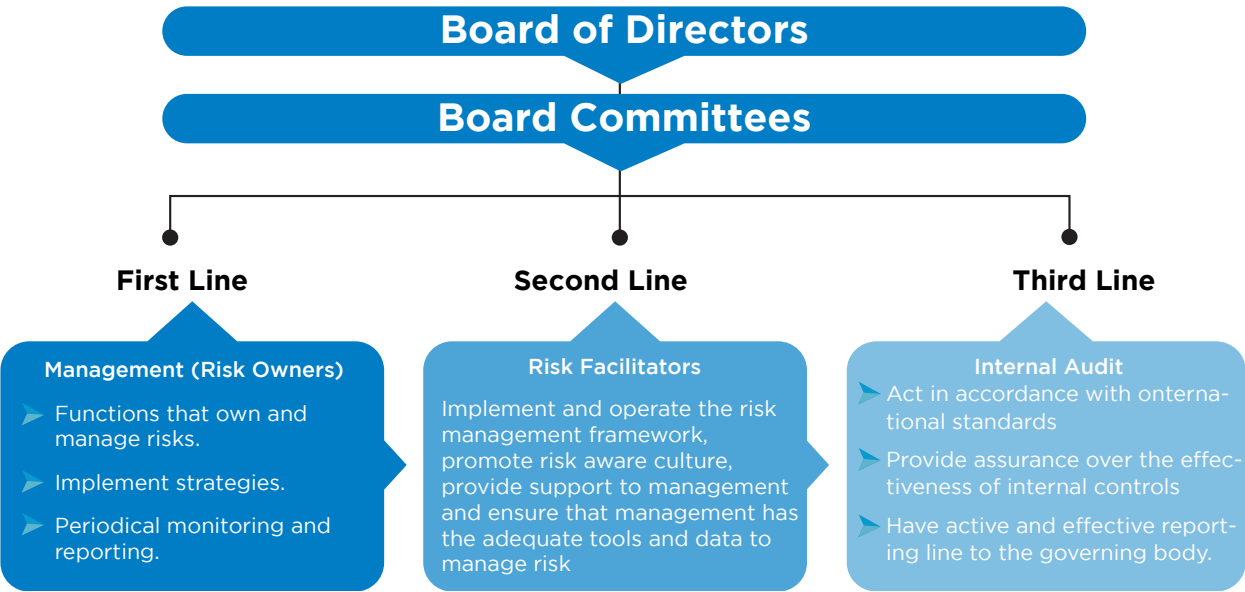 Board of Directors
Board Committees
First Line
Second Line
Third Line
Management (Risk Owners)
Functions that own and
manage risks.
Implement strategies.
Periodical monitoring and
reporting.
Risk Facilitators
Implement and operate the risk
management framework,
promote risk aware culture,
provide support to management
and ensure that management has
the adequate tools and data to
manage risk
Internal Audit
Act in accordance with onterna-
tional standards
Provide assurance over the effec-
tiveness of internal controls
Have active and effective report-
ing line to the governing body.